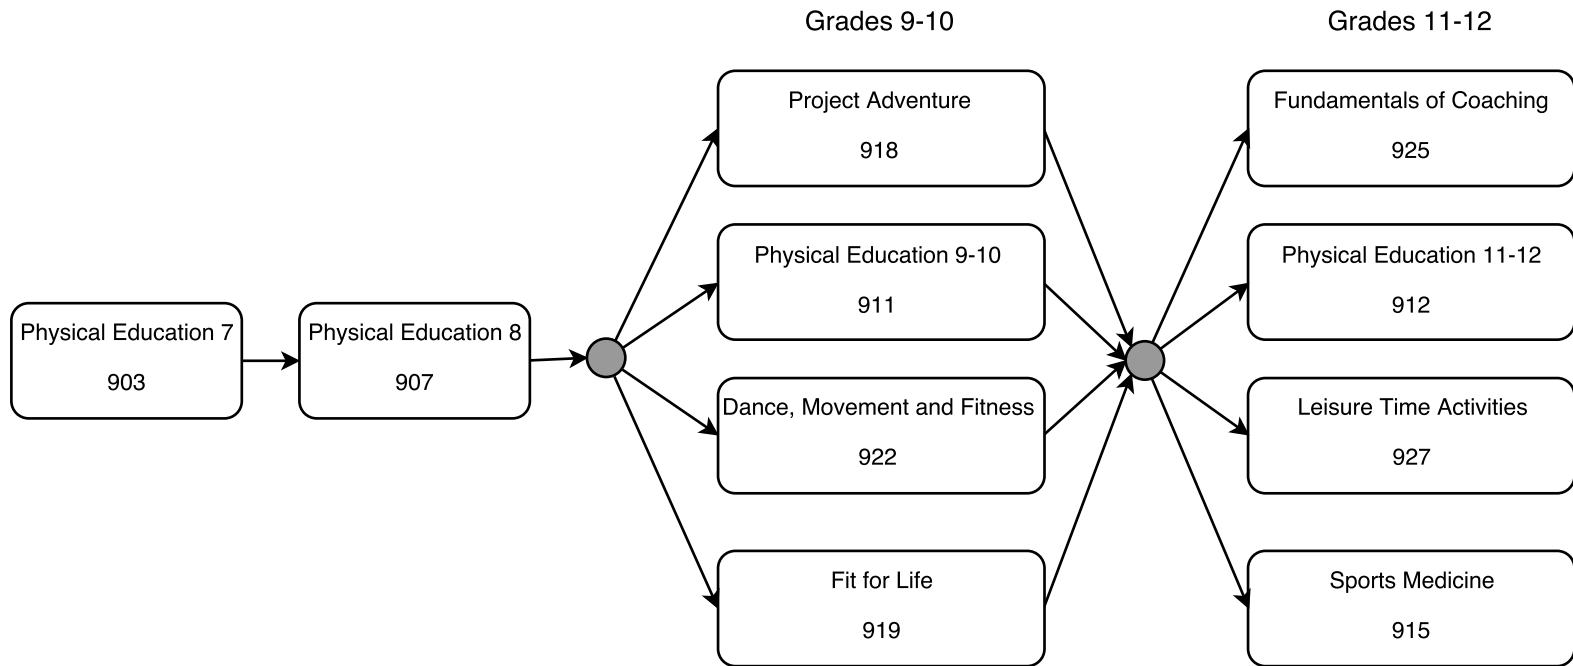 Grades 9-10
Grades 11-12
Physical Education 7
903
Physical Education 8
907
Project Adventure
918
Physical Education 9-10
911
Dance, Movement and Fitness
922
Fit for Life
919
Fundamentals of Coaching
925
Physical Education 11-12
912
Leisure Time Activities
927
Sports Medicine
915